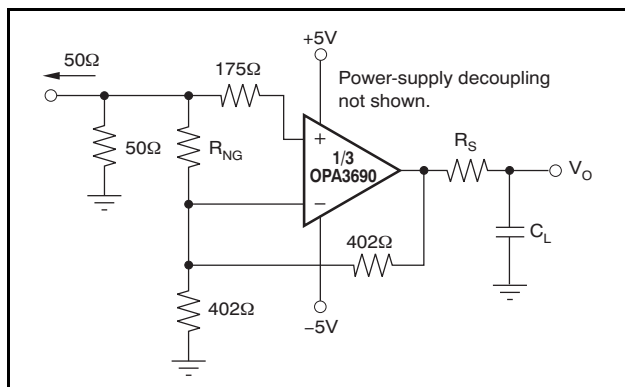 50Ω
+5V
175Ω
Power-supply decoupling
not shown.
50Ω
R_NG
+
1/3
OPA3690
−
R_S
V_O
C_L
402Ω
402Ω
−5V